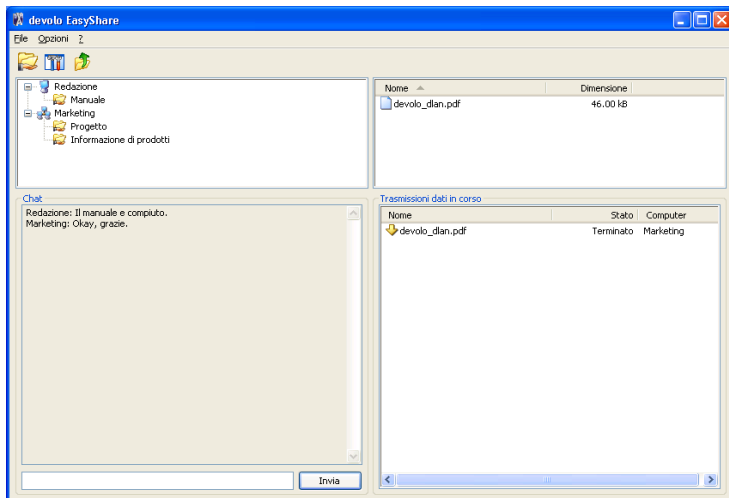 devolo EasyShare
File Opzioni ?
Redazione
Manuale
Marketing
Progetto
Informazione di prodotti
Nome Dimensione
devolo_dlan.pdf 46.00 kB
Chat
Redazione: Il manuale e compiuto.
Marketing: Okay, grazie.
Invia
Trasmissioni dati in corso
Nome Stato Computer
devolo_dlan.pdf Terminato Marketing